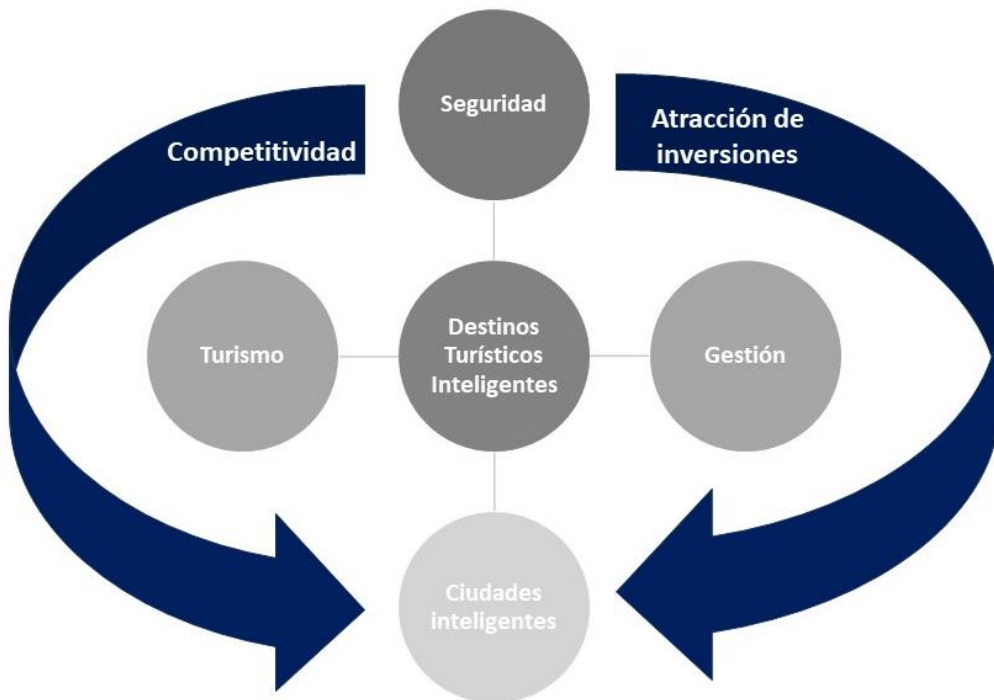 Seguridad
Competitividad
Atracción de
inversiones
Turismo
Destinos
Turísticos
Inteligentes
Gestión
Ciudades
inteligentes